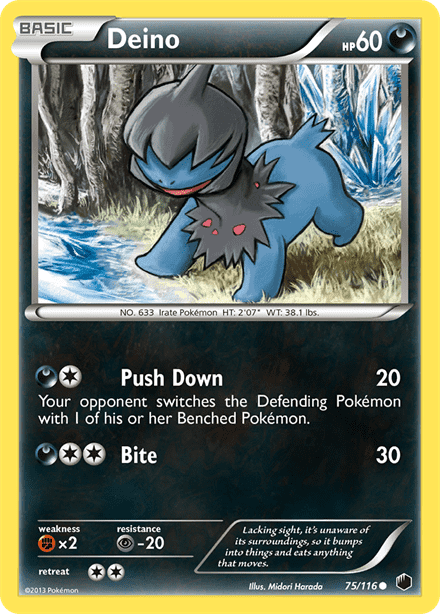 BASIC
Deino
HP60
NO. 633 Irate Pokémon HT: 2'07" WT: 38.1 lbs.
Push Down 20
Your opponent switches the Defending Pokémon
with 1 of his or her Benched Pokémon.
Bite 30
weakness
×2
resistance
-20
retreat
Lacking sight, it's unaware of
its surroundings, so it bumps
into things and eats anything
that moves.
©2013 Pokémon
Illus. Midori Harada
75/116